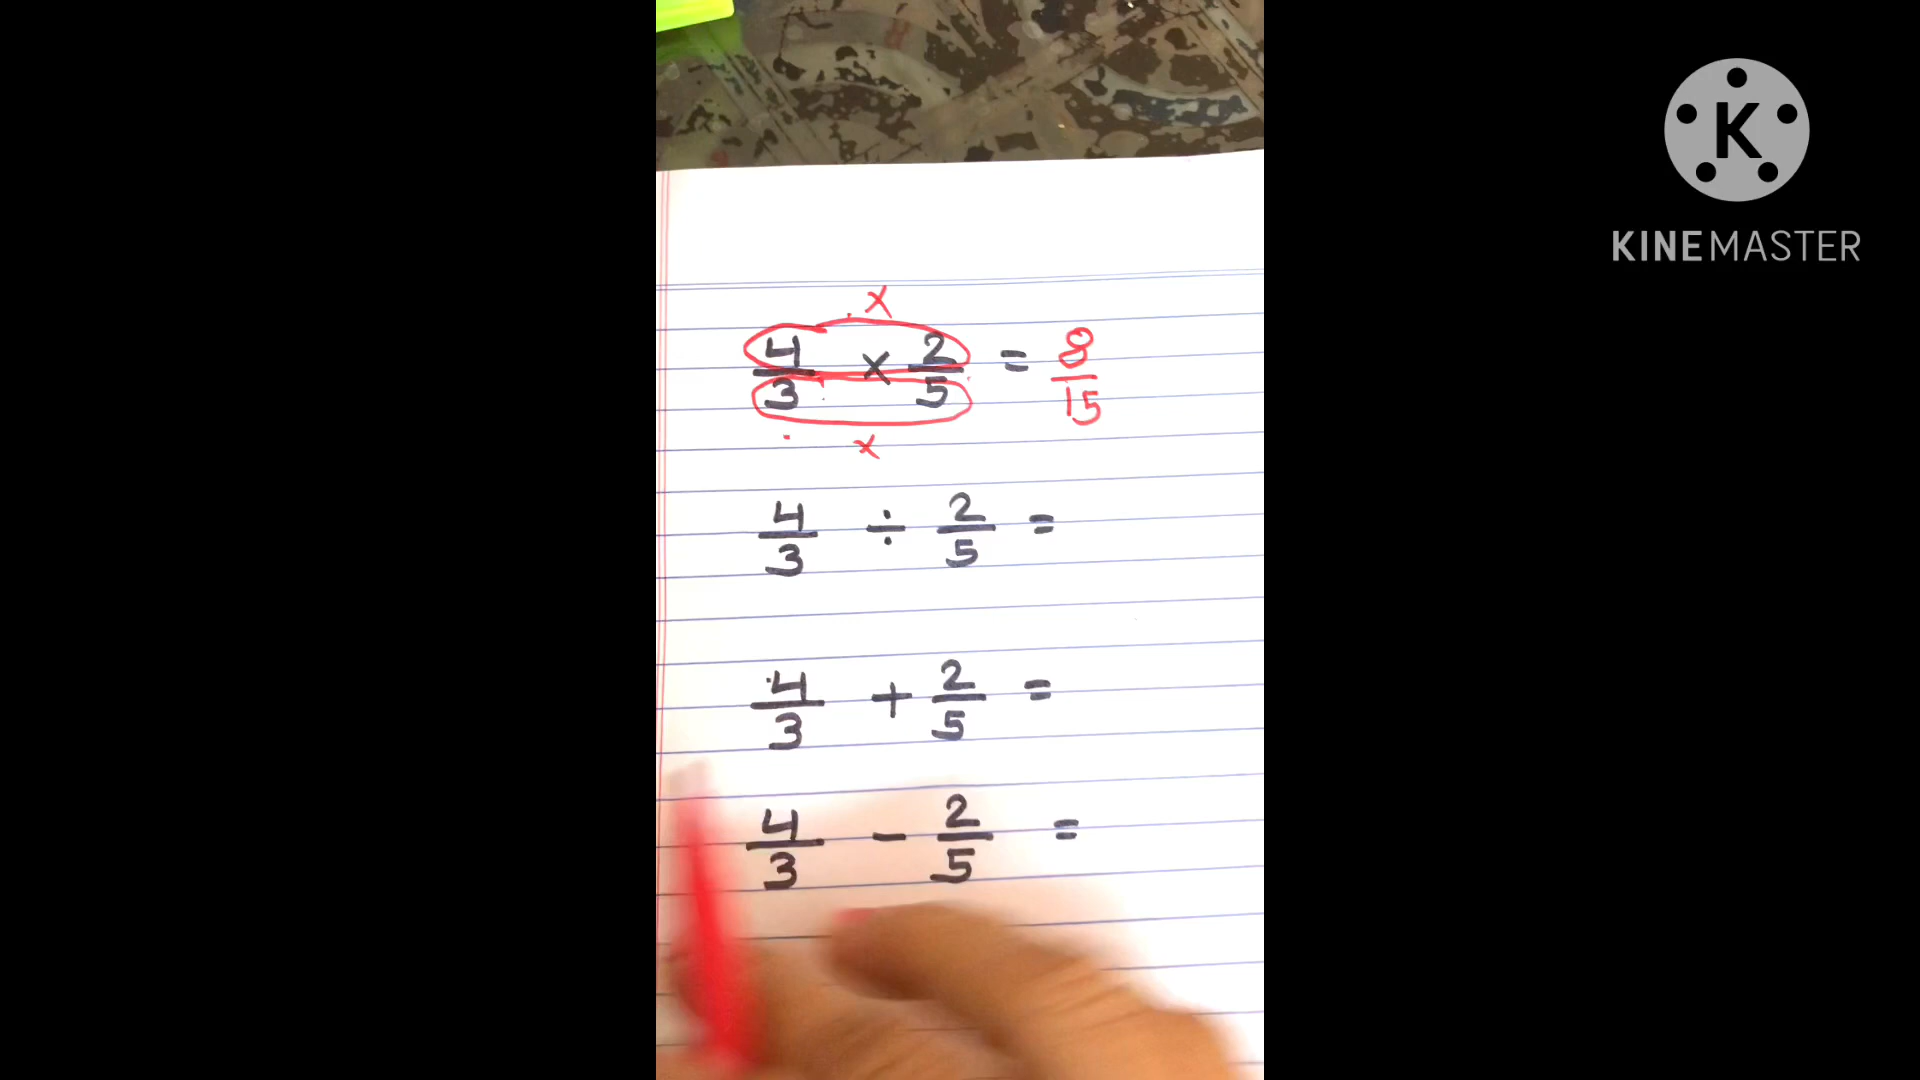 KINEMASTER
x
4/3 × 2/5 = 8/15
x
4/3 ÷ 2/5 =
4/3 + 2/5 =
4/3 - 2/5 =